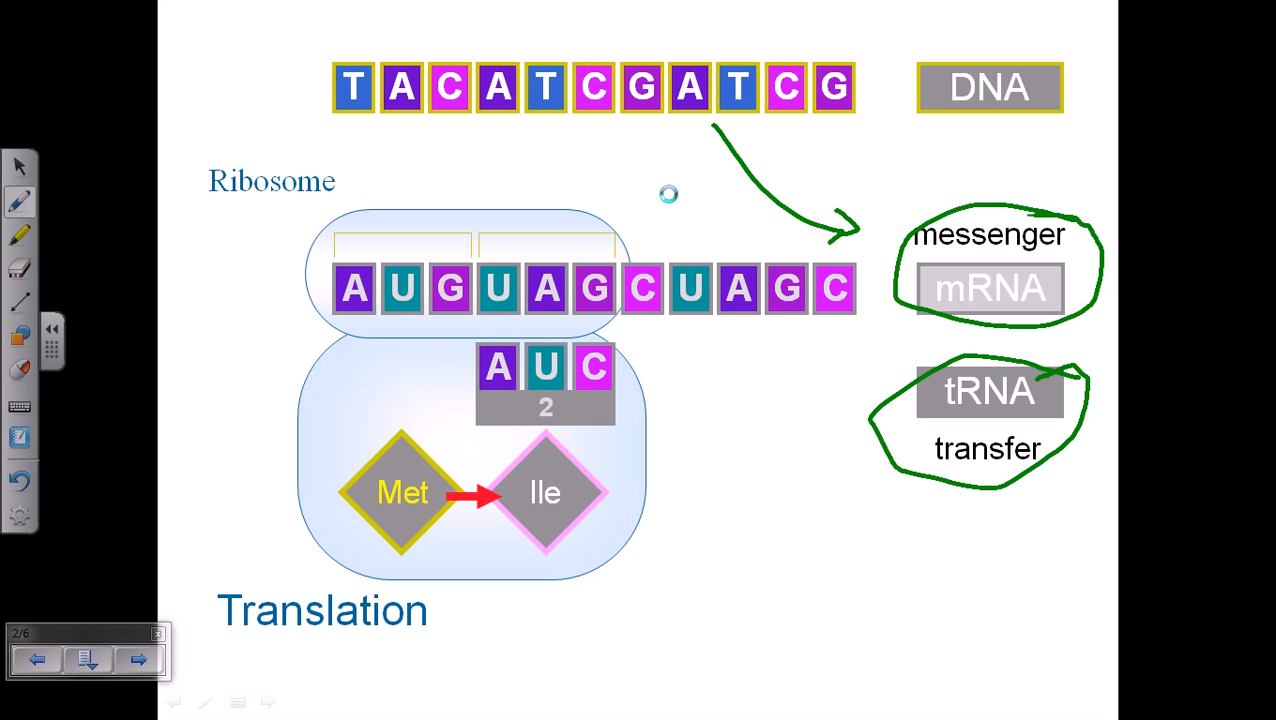 T A C A T C G A T C G DNA
Ribosome
messenger
A U G U A G C U A G C mRNA
A U C
2
tRNA
transfer
Met Ile
Translation
2/6 x